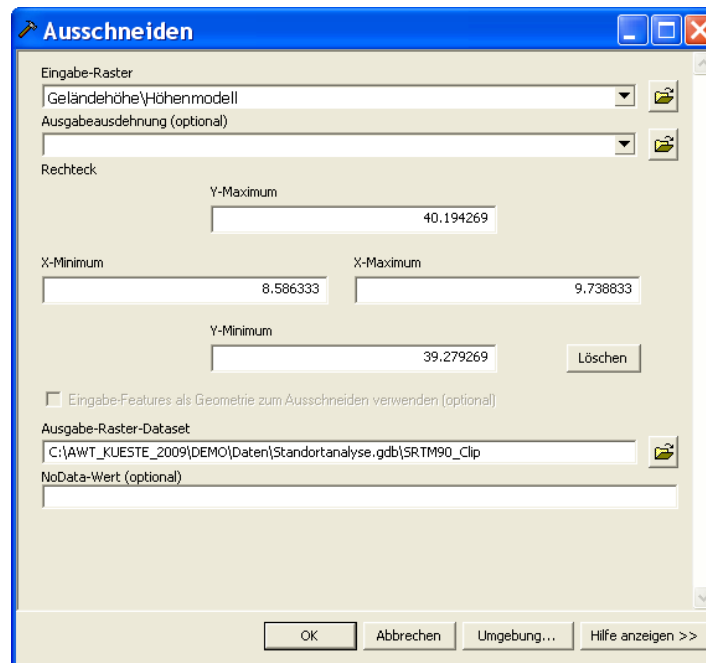 Ausschneiden
Eingabe-Raster
Geländehöhe\Höhenmodell
Ausgabeausdehnung (optional)
Rechteck
Y-Maximum
40.194269
X-Minimum
X-Maximum
8.586333
9.738833
Y-Minimum
39.279269
Löschen
Eingabe-Features als Geometrie zum Ausschneiden verwenden (optional)
Ausgabe-Raster-Dataset
C:\AWT_KUESTE_2009\DEMO\Daten\Standortanalyse.gdb\SRTM90_Clip
NoData-Wert (optional)
OK
Abbrechen
Umgebung...
Hilfe anzeigen >>